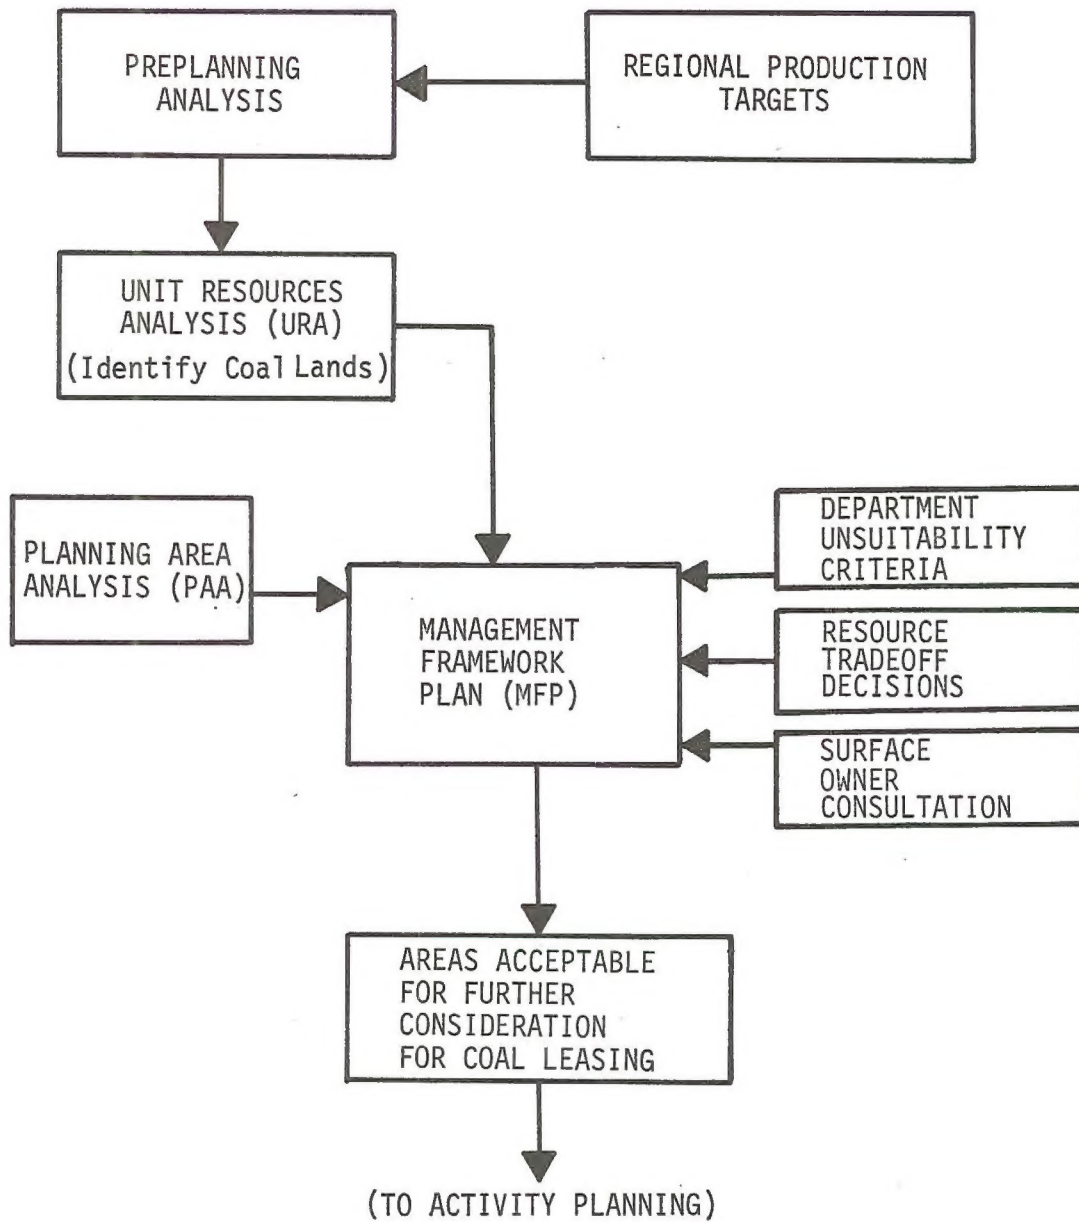 PREPLANNING
ANALYSIS
REGIONAL PRODUCTION
TARGETS
UNIT RESOURCES
ANALYSIS (URA)
(Identify Coal Lands)
PLANNING AREA
ANALYSIS (PAA)
MANAGEMENT
FRAMEWORK
PLAN (MFP)
DEPARTMENT
UNSUITABILITY
CRITERIA
RESOURCE
TRADEOFF
DECISIONS
SURFACE
OWNER
CONSULTATION
AREAS ACCEPTABLE
FOR FURTHER
CONSIDERATION
FOR COAL LEASING
(TO ACTIVITY PLANNING)